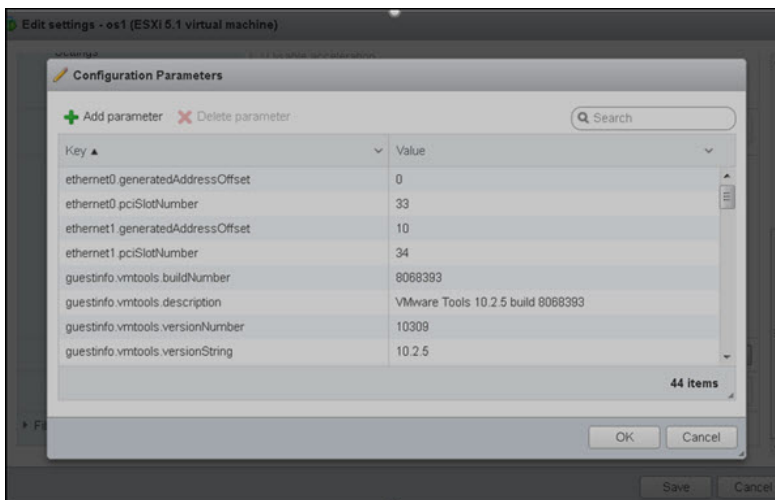 Edit settings - os1 (ESXi 5.1 virtual machine)
Configuration Parameters
Add parameter Delete parameter Search
Key Value
ethernet0.generatedAddressOffset 0
ethernet0.pciSlotNumber 33
ethernet1.generatedAddressOffset 10
ethernet1.pciSlotNumber 34
guestinfo.vmtools.buildNumber 8068393
guestinfo.vmtools.description VMware Tools 10.2.5 build 8068393
guestinfo.vmtools.versionNumber 10309
guestinfo.vmtools.versionString 10.2.5
44 items
OK Cancel
Save Cancel